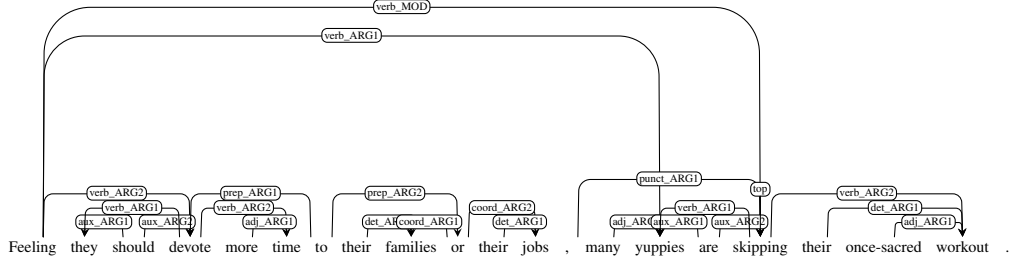 verb_MOD
verb_ARG1
punct_ARG1
top
verb_ARG2 prep_ARG1 prep_ARG2 verb_ARG2
verb_ARG1 verb_ARG2 coord_ARG2 verb_ARG1 det_ARG1
aux_ARG1 aux_ARG2 adj_ARG1 det_AR coord_ARG1 det_ARG1 adj_ARG aux_ARG1 aux_ARG2 adj_ARG1
Feeling they should devote more time to their families or their jobs , many yuppies are skipping their once-sacred workout .